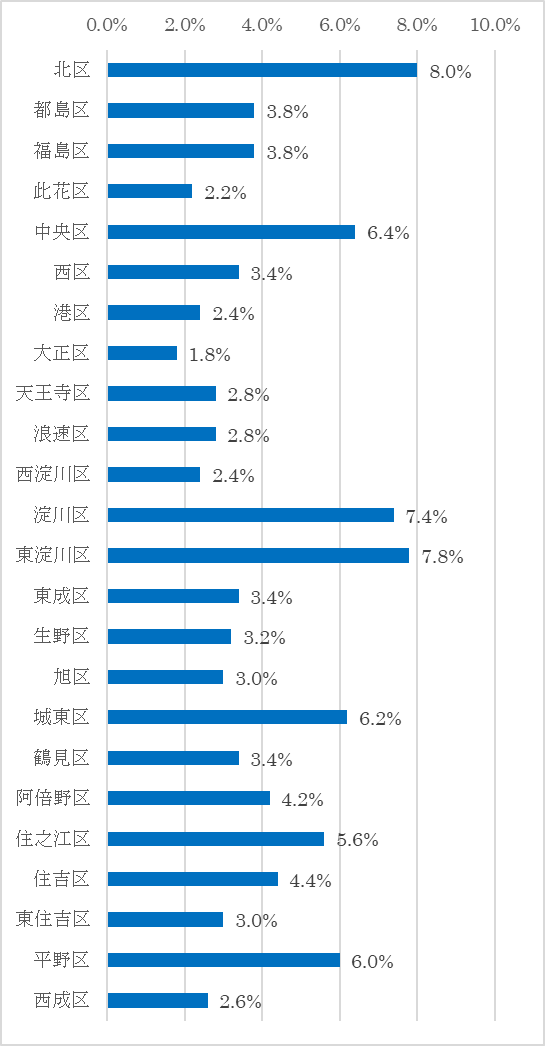 0.0% 2.0% 4.0% 6.0% 8.0% 10.0%
北区 8.0%
都島区 3.8%
福島区 3.8%
此花区 2.2%
中央区 6.4%
西区 3.4%
港区 2.4%
大正区 1.8%
天王寺区 2.8%
浪速区 2.8%
西淀川区 2.4%
淀川区 7.4%
東淀川区 7.8%
東成区 3.4%
生野区 3.2%
旭区 3.0%
城東区 6.2%
鶴見区 3.4%
阿倍野区 4.2%
住之江区 5.6%
住吉区 4.4%
東住吉区 3.0%
平野区 6.0%
西成区 2.6%